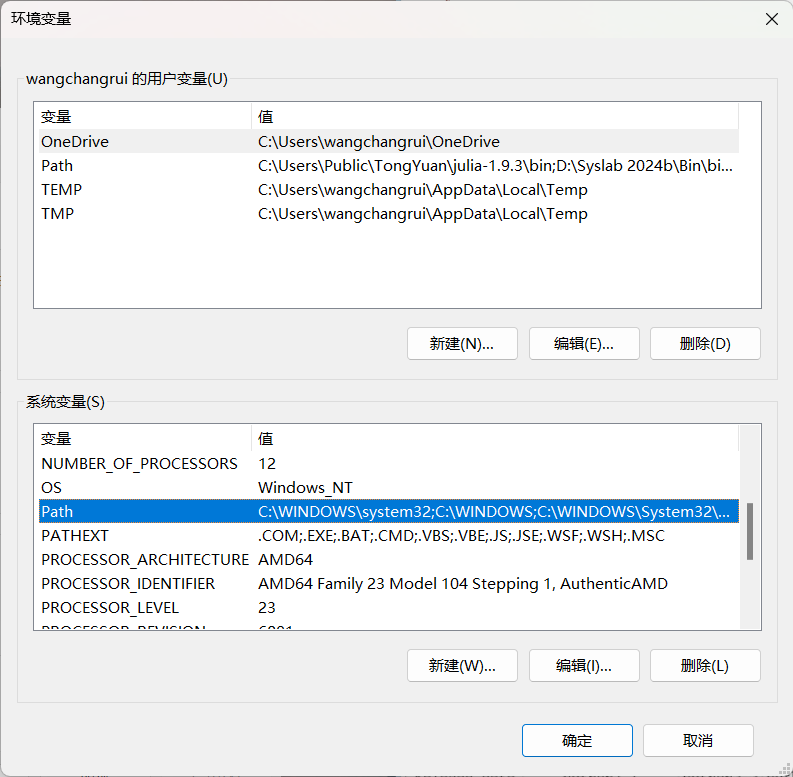 环境变量
wangchangrui 的用户变量(U)
变量 值
OneDrive C:\Users\wangchangrui\OneDrive
Path C:\Users\Public\TongYuan\julia-1.9.3\bin;D:\Syslab 2024b\Bin\bi...
TEMP C:\Users\wangchangrui\AppData\Local\Temp
TMP C:\Users\wangchangrui\AppData\Local\Temp
新建(N)... 编辑(E)... 删除(D)
系统变量(S)
变量 值
NUMBER_OF_PROCESSORS 12
OS Windows_NT
Path C:\WINDOWS\system32;C:\WINDOWS;C:\WINDOWS\System32\...
PATHEXT .COM;.EXE;.BAT;.CMD;.VBS;.VBE;.JS;.JSE;.WSF;.WSH;.MSC
PROCESSOR_ARCHITECTURE AMD64
PROCESSOR_IDENTIFIER AMD64 Family 23 Model 104 Stepping 1, AuthenticAMD
PROCESSOR_LEVEL 23
PROCESSOR_REVISION
新建(W)... 编辑(I)... 删除(L)
确定 取消